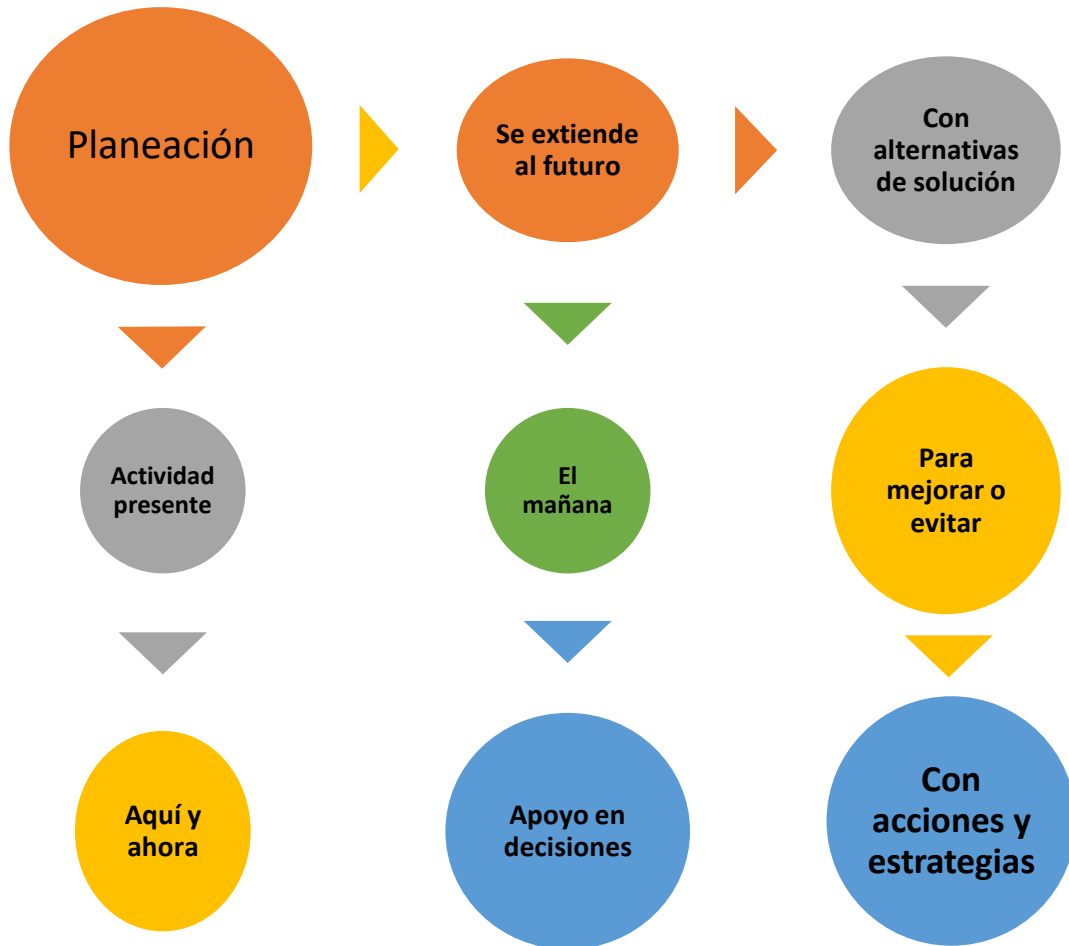 Planeación
Se extiende
al futuro
Con
alternativas
de solución
Actividad
presente
El
mañana
Para
mejorar o
evitar
Aquí y
ahora
Apoyo en
decisiones
Con
acciones y
estrategias